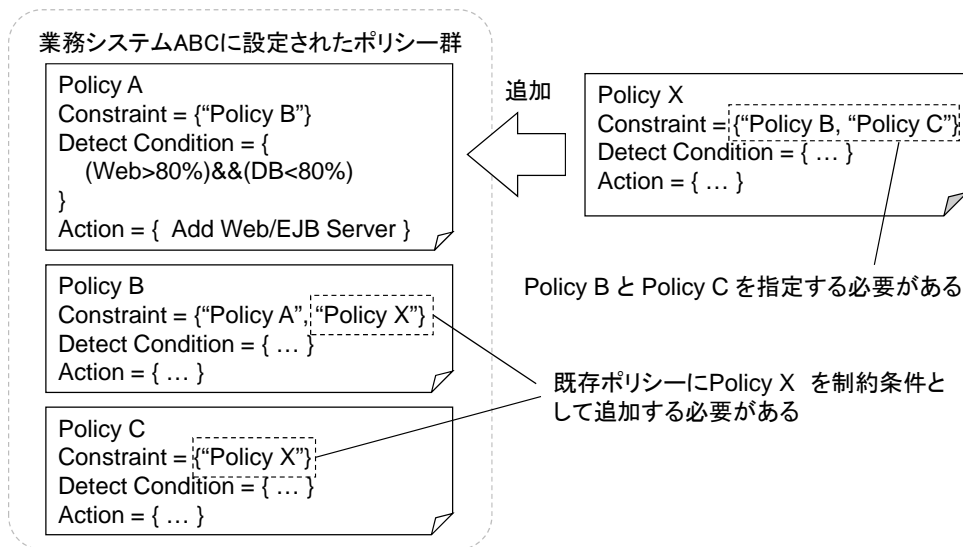 業務システムABCに設定されたポリシー群
Policy A
Constraint = {“Policy B”}
Detect Condition = {
(Web>80%)&&(DB<80%)
}
Action = { Add Web/EJB Server }
追加
Policy X
Constraint = {“Policy B, “Policy C”}
Detect Condition = { … }
Action = { … }
Policy B と Policy C を指定する必要がある
Policy B
Constraint = {“Policy A”, “Policy X”}
Detect Condition = { … }
Action = { … }
既存ポリシーにPolicy X を制約条件と
して追加する必要がある
Policy C
Constraint = {“Policy X”}
Detect Condition = { … }
Action = { … }